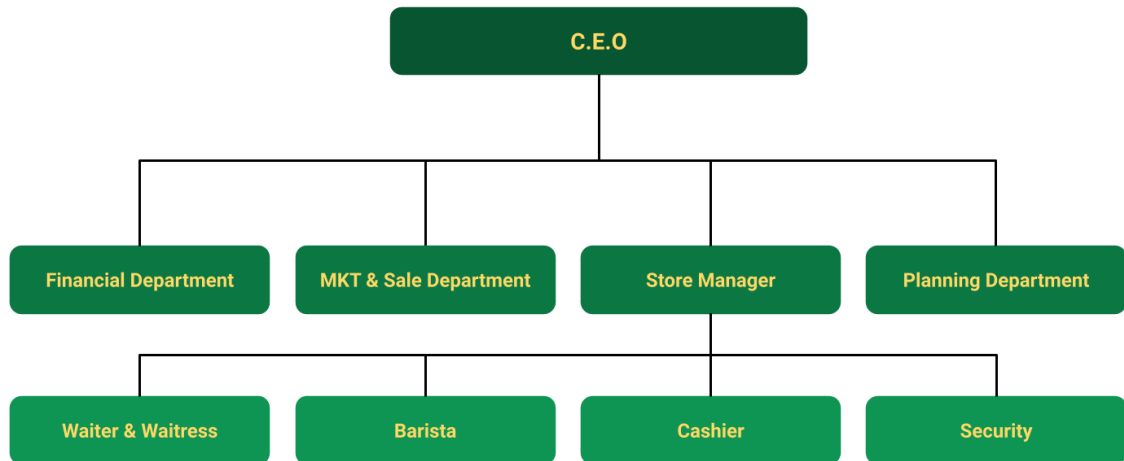 C.E.O
Financial Department
MKT & Sale Department
Store Manager
Planning Department
Waiter & Waitress
Barista
Cashier
Security